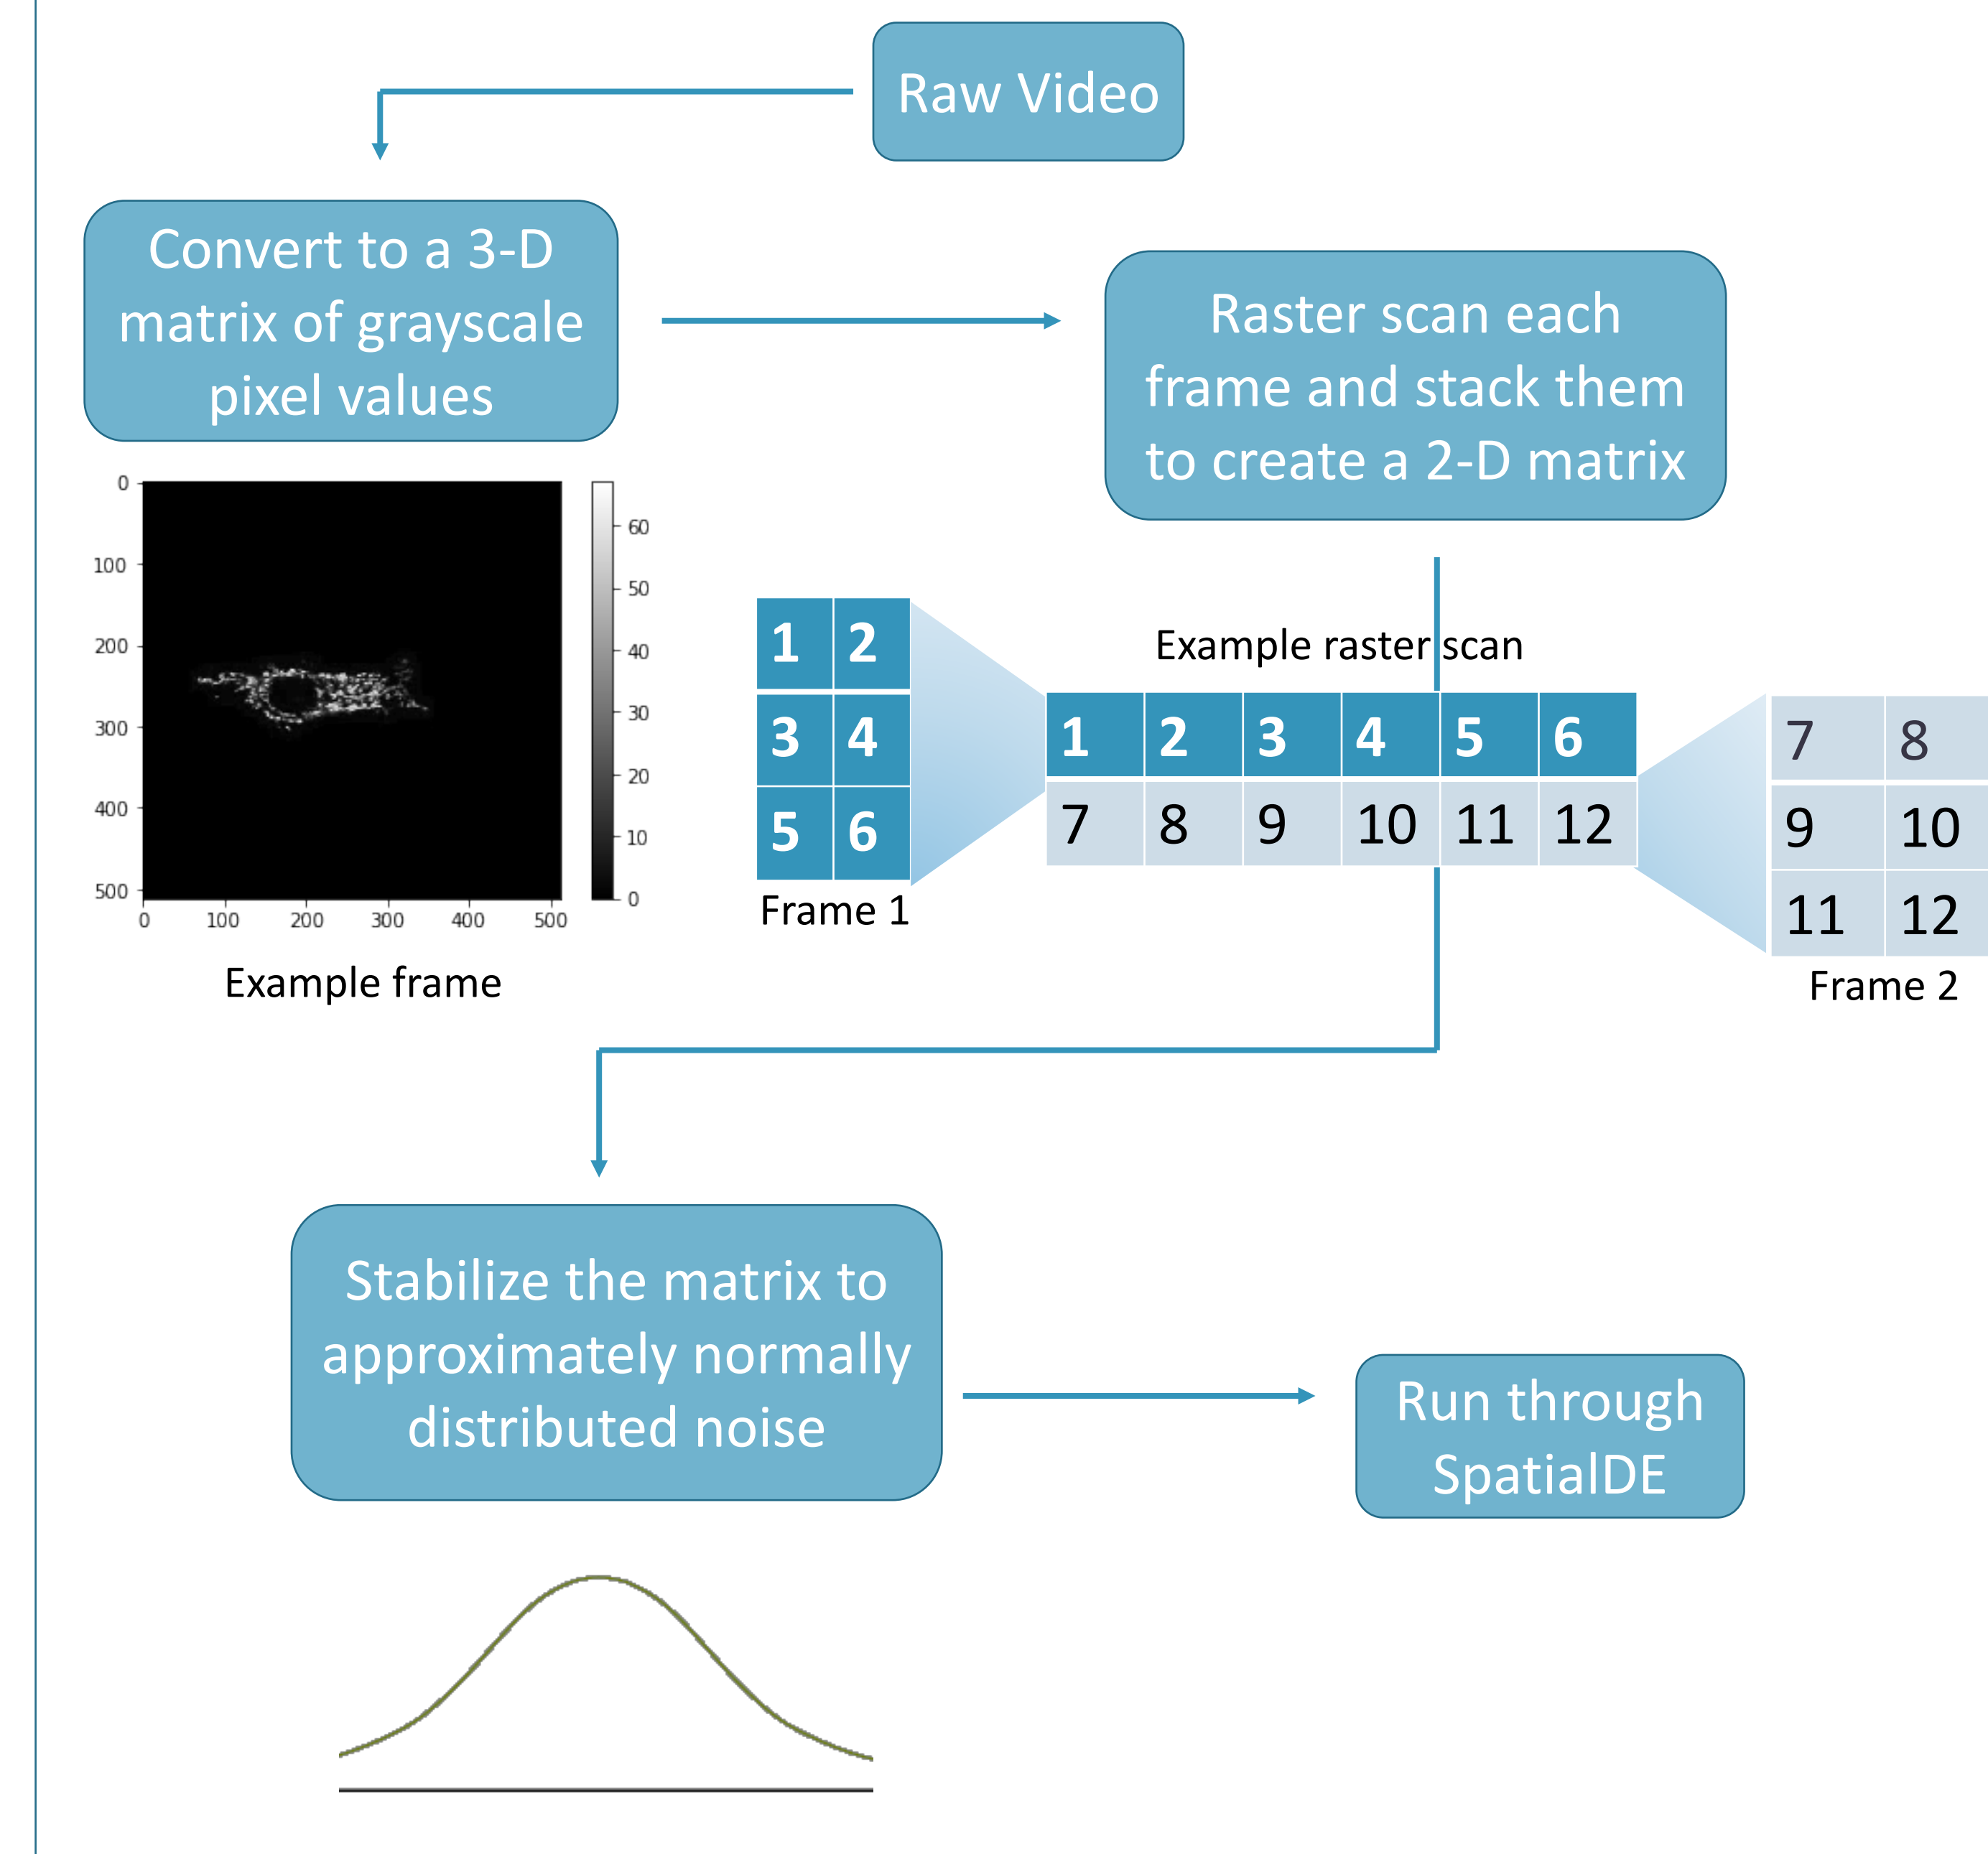 Raw Video
Convert to a 3-D
matrix of grayscale
pixel values
Raster scan each
frame and stack them
to create a 2-D matrix
0
100
200
300
400
500
0 100 200 300 400 500
60
50
40
30
20
10
0
Example frame
1 2
3 4
5 6
Frame 1
Example raster scan
1 2 3 4 5 6
7 8 9 10 11 12
7 8
9 10
11 12
Frame 2
Stabilize the matrix to
approximately normally
distributed noise
Run through
SpatialDE